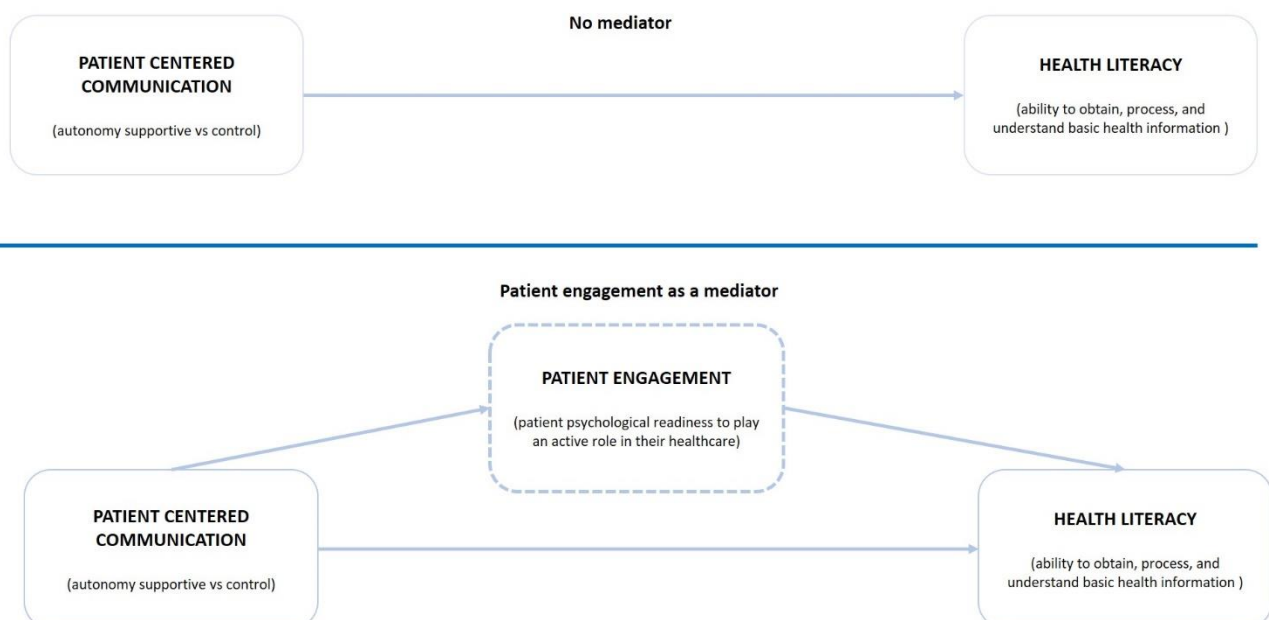 No mediator
PATIENT CENTERED
COMMUNICATION
(autonomy supportive vs control)
HEALTH LITERACY
(ability to obtain, process, and
understand basic health information )
Patient engagement as a mediator
PATIENT ENGAGEMENT
(patient psychological readiness to play
an active role in their healthcare)
PATIENT CENTERED
COMMUNICATION
(autonomy supportive vs control)
HEALTH LITERACY
(ability to obtain, process, and
understand basic health information )